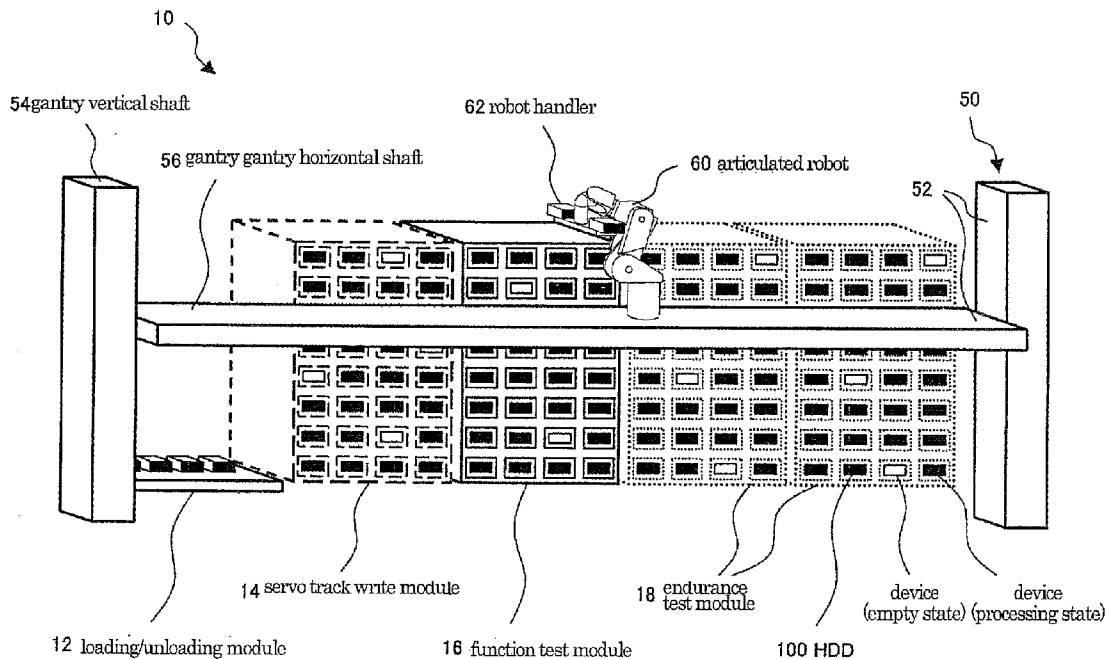 10
54 gantry vertical shaft
62 robot handler
50
56 gantry gantry horizontal shaft
60 articulated robot
52
14 servo track write module
18 endurance
test module
device
(empty state)
device
(processing state)
12 loading/unloading module
16 function test module
100 HDD